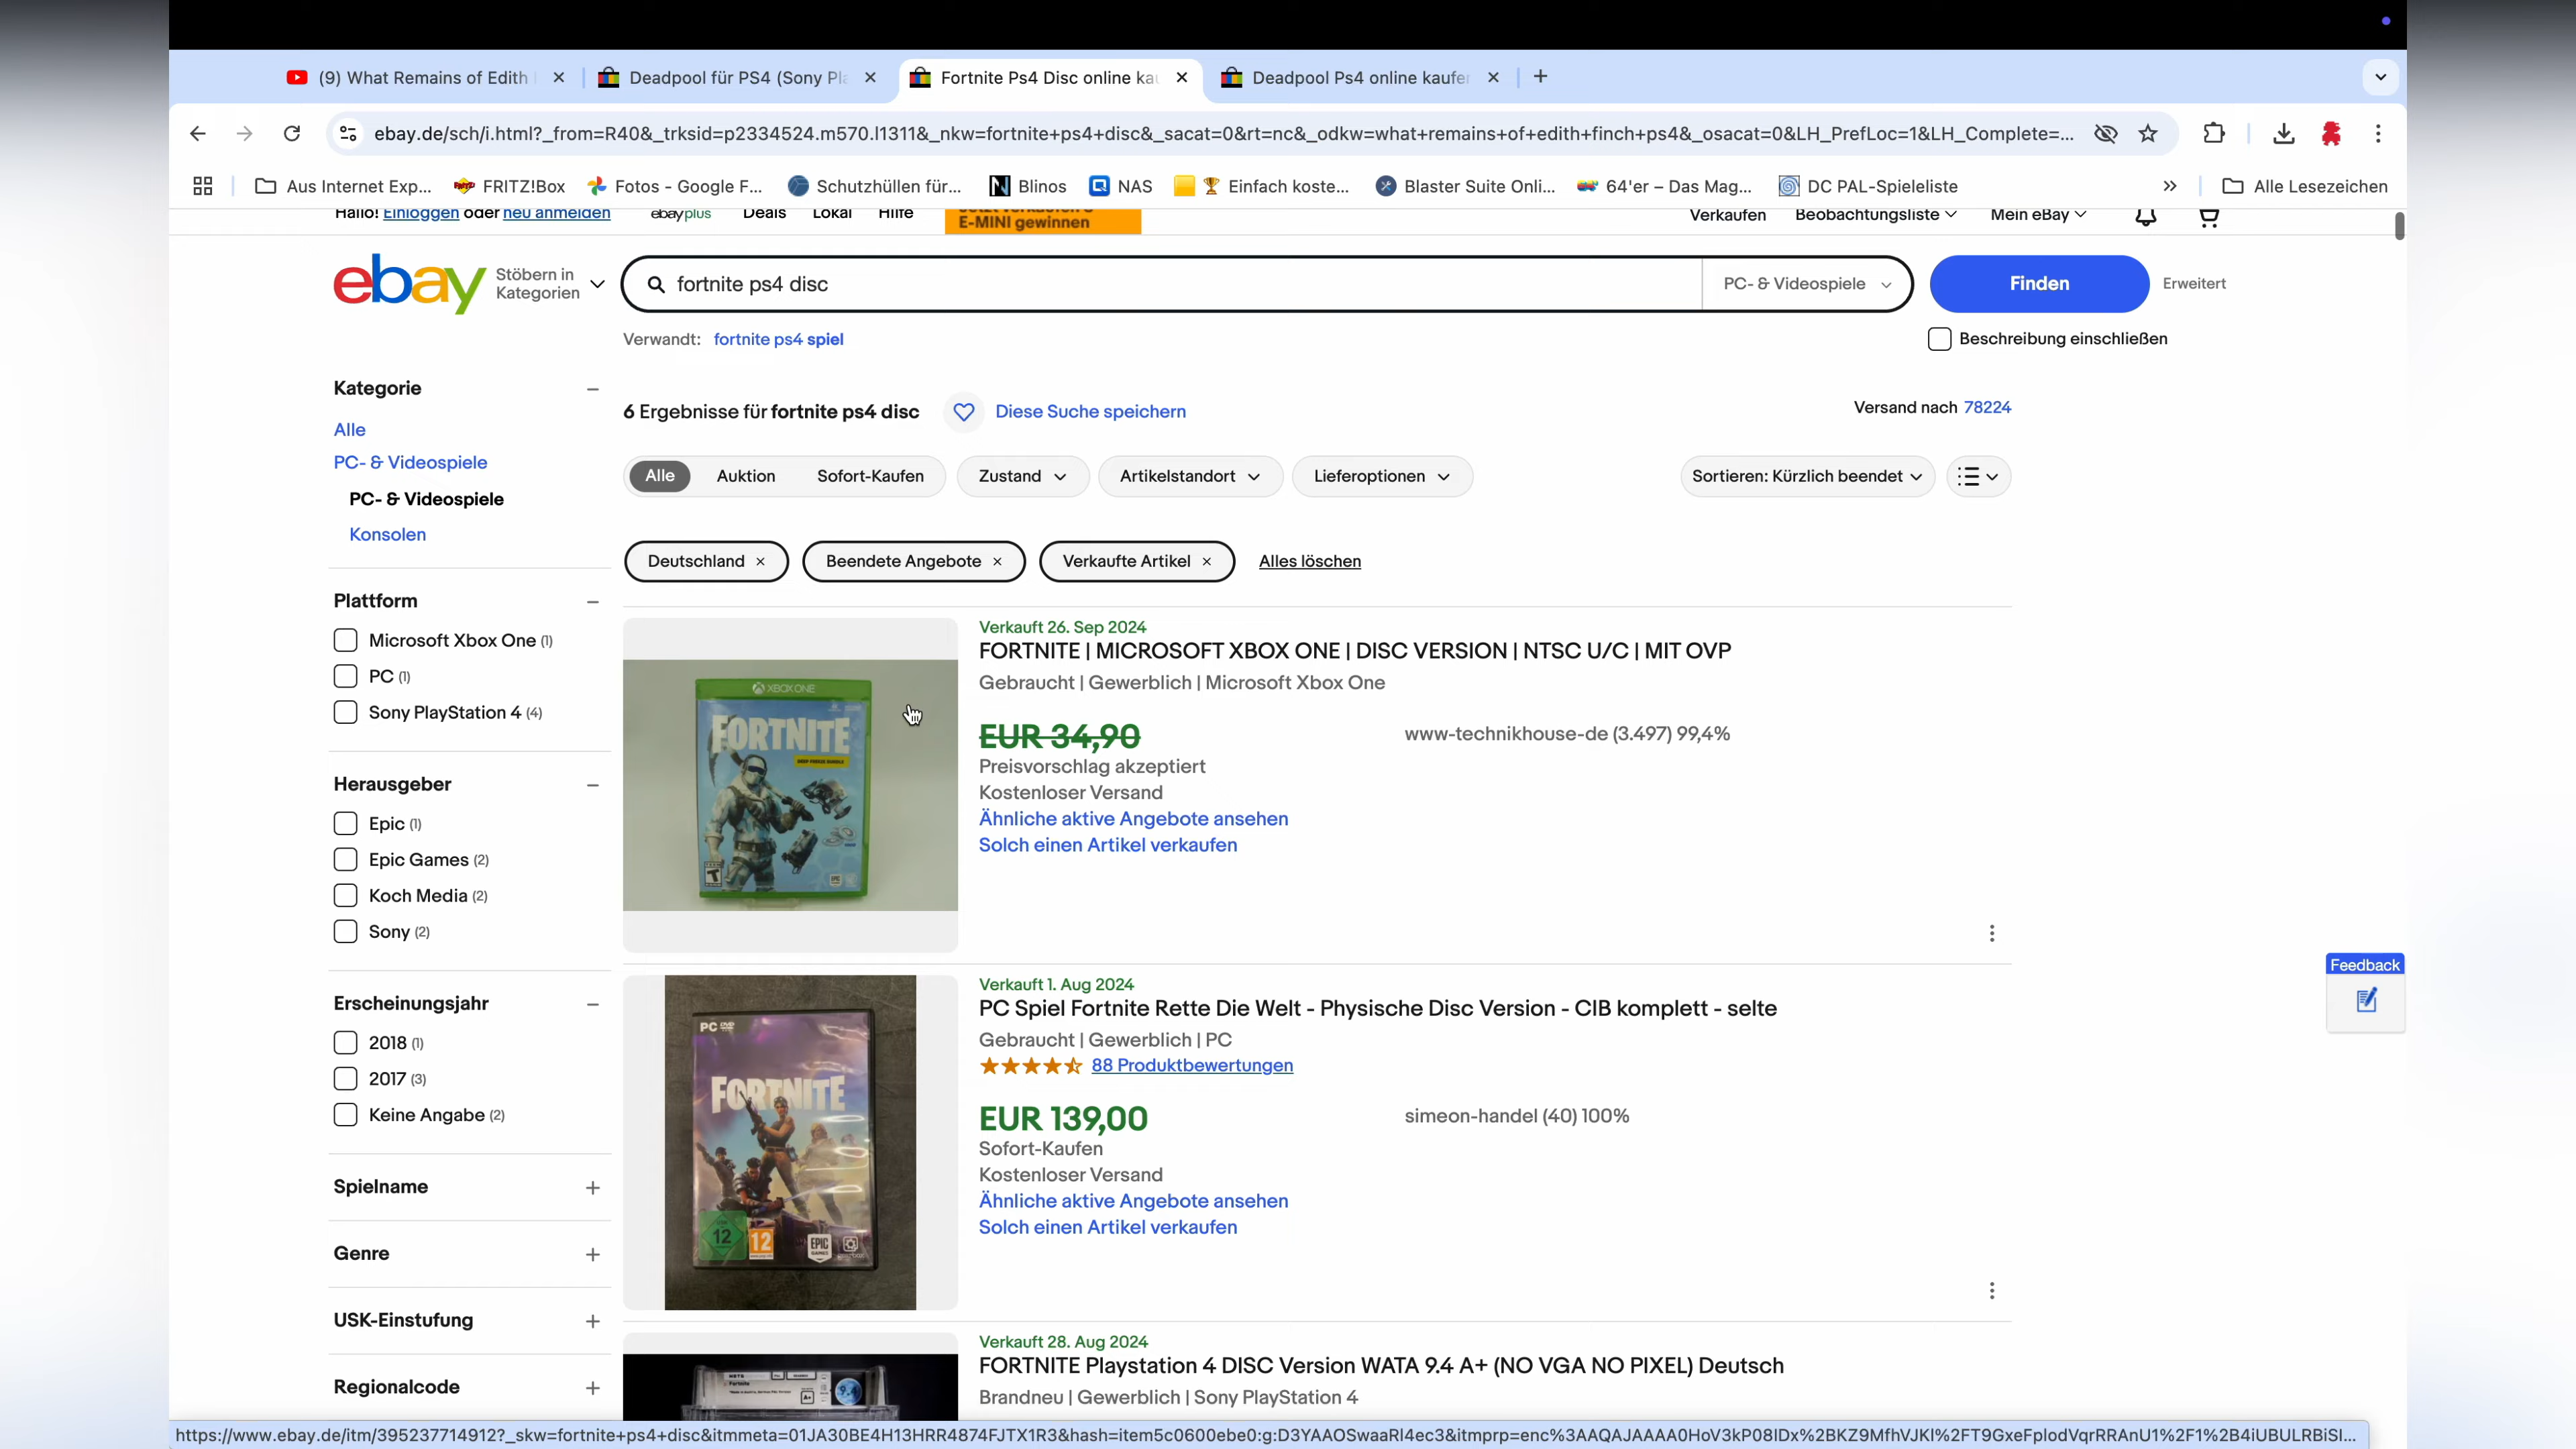 (9) What Remains of Edith
Deadpool für PS4 (Sony Pla
Fortnite Ps4 Disc online kau
Deadpool Ps4 online kaufen
ebay.de/sch/i.html?_from=R40&_trksid=p2334524.m570.l1311&_nkw=fortnite+ps4+disc&_sacat=0&rt=nc&_odkw=what+remains+of+edith+finch+ps4&_osacat=0&LH_PrefLoc=1&LH_Complete=...
Aus Internet Exp...
FRITZ!Box
Fotos - Google F...
Schutzhüllen für...
Blinos
NAS
Einfach koste...
Blaster Suite Onli...
64'er – Das Mag...
DC PAL-Spieleliste
Alle Lesezeichen
Hallo! Einloggen oder neu anmelden
ebayplus
Deals
Lokal
Hilfe
E-MINI gewinnen
Verkaufen
Beobachtungsliste
Mein eBay
ebay
Stöbern in
Kategorien
fortnite ps4 disc
PC- & Videospiele
Finden
Erweitert
Verwandt: fortnite ps4 spiel
Beschreibung einschließen
Kategorie
Alle
PC- & Videospiele
PC- & Videospiele
Konsolen
Plattform
Microsoft Xbox One (1)
PC (1)
Sony PlayStation 4 (4)
Herausgeber
Epic (1)
Epic Games (2)
Koch Media (2)
Sony (2)
Erscheinungsjahr
2018 (1)
2017 (3)
Keine Angabe (2)
Spielname
Genre
USK-Einstufung
Regionalcode
6 Ergebnisse für fortnite ps4 disc
Diese Suche speichern
Versand nach 78224
Alle
Auktion
Sofort-Kaufen
Zustand
Artikelstandort
Lieferoptionen
Sortieren: Kürzlich beendet
Deutschland
Beendete Angebote
Verkaufte Artikel
Alles löschen
XBOX ONE
FORTNITE
Verkauft 26. Sep 2024
FORTNITE | MICROSOFT XBOX ONE | DISC VERSION | NTSC U/C | MIT OVP
Gebraucht | Gewerblich | Microsoft Xbox One
EUR 34,90
Preisvorschlag akzeptiert
Kostenloser Versand
Ähnliche aktive Angebote ansehen
Solch einen Artikel verkaufen
www-technikhouse-de (3.497) 99,4%
PC DVD
FORTNITE
12
12
EPIC
GAMES
Verkauft 1. Aug 2024
PC Spiel Fortnite Rette Die Welt - Physische Disc Version - CIB komplett - selte
Gebraucht | Gewerblich | PC
88 Produktbewertungen
EUR 139,00
Sofort-Kaufen
Kostenloser Versand
Ähnliche aktive Angebote ansehen
Solch einen Artikel verkaufen
simeon-handel (40) 100%
Feedback
Verkauft 28. Aug 2024
FORTNITE Playstation 4 DISC Version WATA 9.4 A+ (NO VGA NO PIXEL) Deutsch
Brandneu | Gewerblich | Sony PlayStation 4
9.4
A+
https://www.ebay.de/itm/395237714912?_skw=fortnite+ps4+disc&itmmeta=01JA30BE4H13HRR4874FJTX1R3&hash=item5c0600ebe0:g:D3YAAOSwaaRl4ec3&itmprp=enc%3AAQAJAAAA0HoV3kP08IDx%2BKZ9MfhVJKI%2FT9GxeFplodVqrRRAnU1%2F1%2B4iUBULRBiSI...